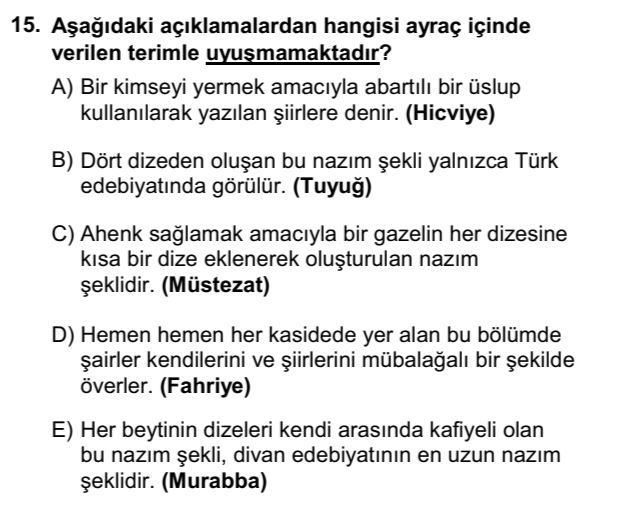 15. Aşağıdaki açıklamalardan hangisi ayraç içinde
verilen terimle uyuşmamaktadır?
A) Bir kimseyi yermek amacıyla abartılı bir üslup
kullanılarak yazılan şiirlere denir. (Hicviye)
B) Dört dizeden oluşan bu nazım şekli yalnızca Türk
edebiyatında görülür. (Tuyuğ)
C) Ahenk sağlamak amacıyla bir gazelin her dizesine
kısa bir dize eklenerek oluşturulan nazım
şeklidir. (Müstezat)
D) Hemen hemen her kasidede yer alan bu bölümde
şairler kendilerini ve şiirlerini mübalağalı bir şekilde
överler. (Fahriye)
E) Her beytinin dizeleri kendi arasında kafiyeli olan
bu nazım şekli, divan edebiyatının en uzun nazım
şeklidir. (Murabba)